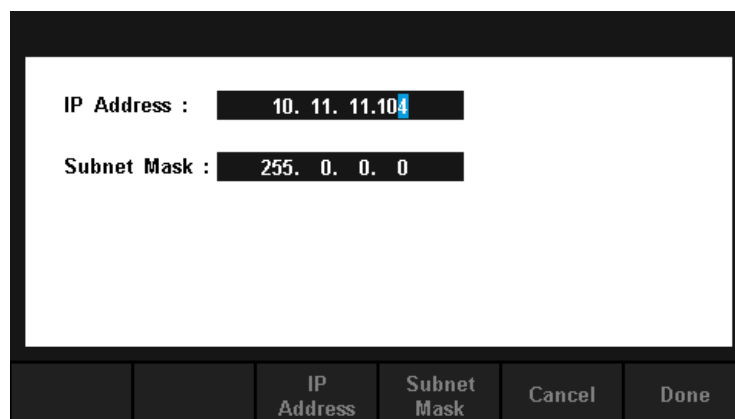 IP Address : 10. 11. 11.104
Subnet Mask : 255. 0. 0. 0
IP Address Subnet Mask Cancel Done